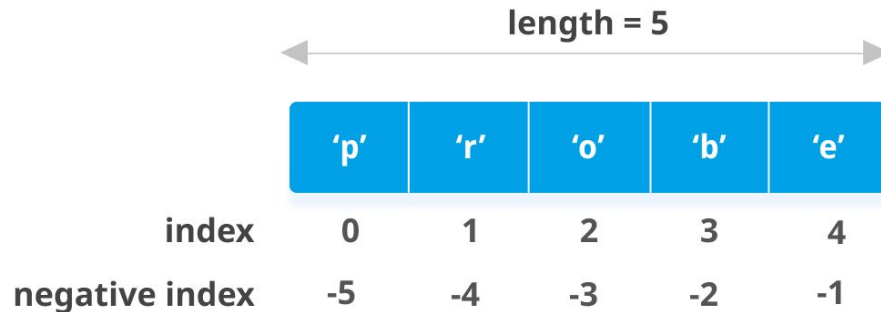 length = 5
‘p’ ‘r’ ‘o’ ‘b’ ‘e’
index 0 1 2 3 4
negative index -5 -4 -3 -2 -1